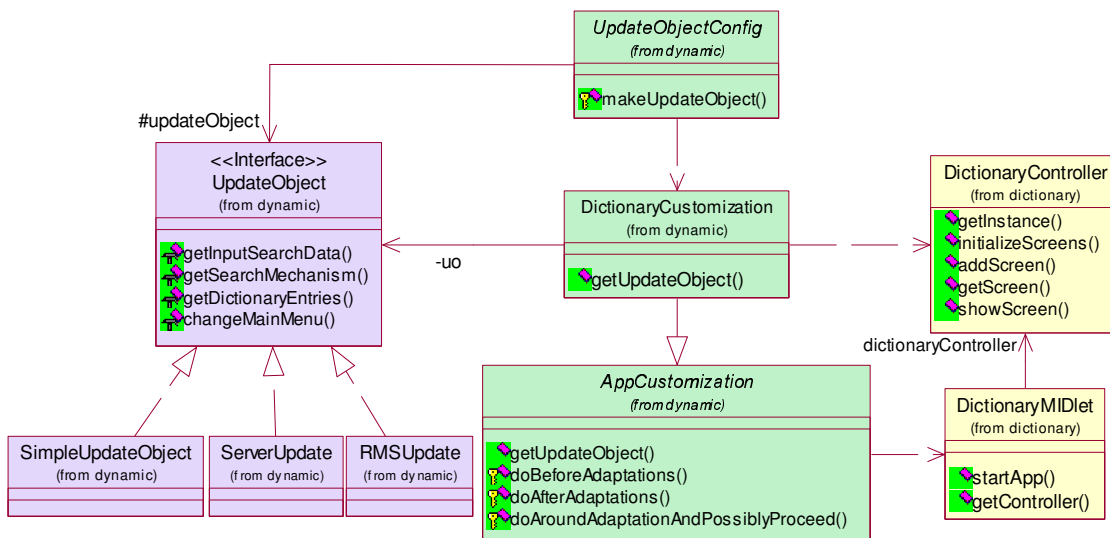 UpdateObjectConfig
(from dynamic)
makeUpdateObject()
#updateObject
<<Interface>>
UpdateObject
(from dynamic)
getInputSearchData()
getSearchMechanism()
getDictionaryEntries()
changeMainMenu()
DictionaryCustomization
(from dynamic)
getUpdateObject()
-uo
DictionaryController
(from dictionary)
getInstance()
initializeScreens()
addScreen()
getScreen()
showScreen()
dictionaryController
SimpleUpdateObject
(from dynamic)
ServerUpdate
(from dynamic)
RMSUpdate
(from dynamic)
AppCustomization
(from dynamic)
getUpdateObject()
doBeforeAdaptations()
doAfterAdaptations()
doAroundAdaptationAndPossiblyProceed()
DictionaryMIDlet
(from dictionary)
startApp()
getController()